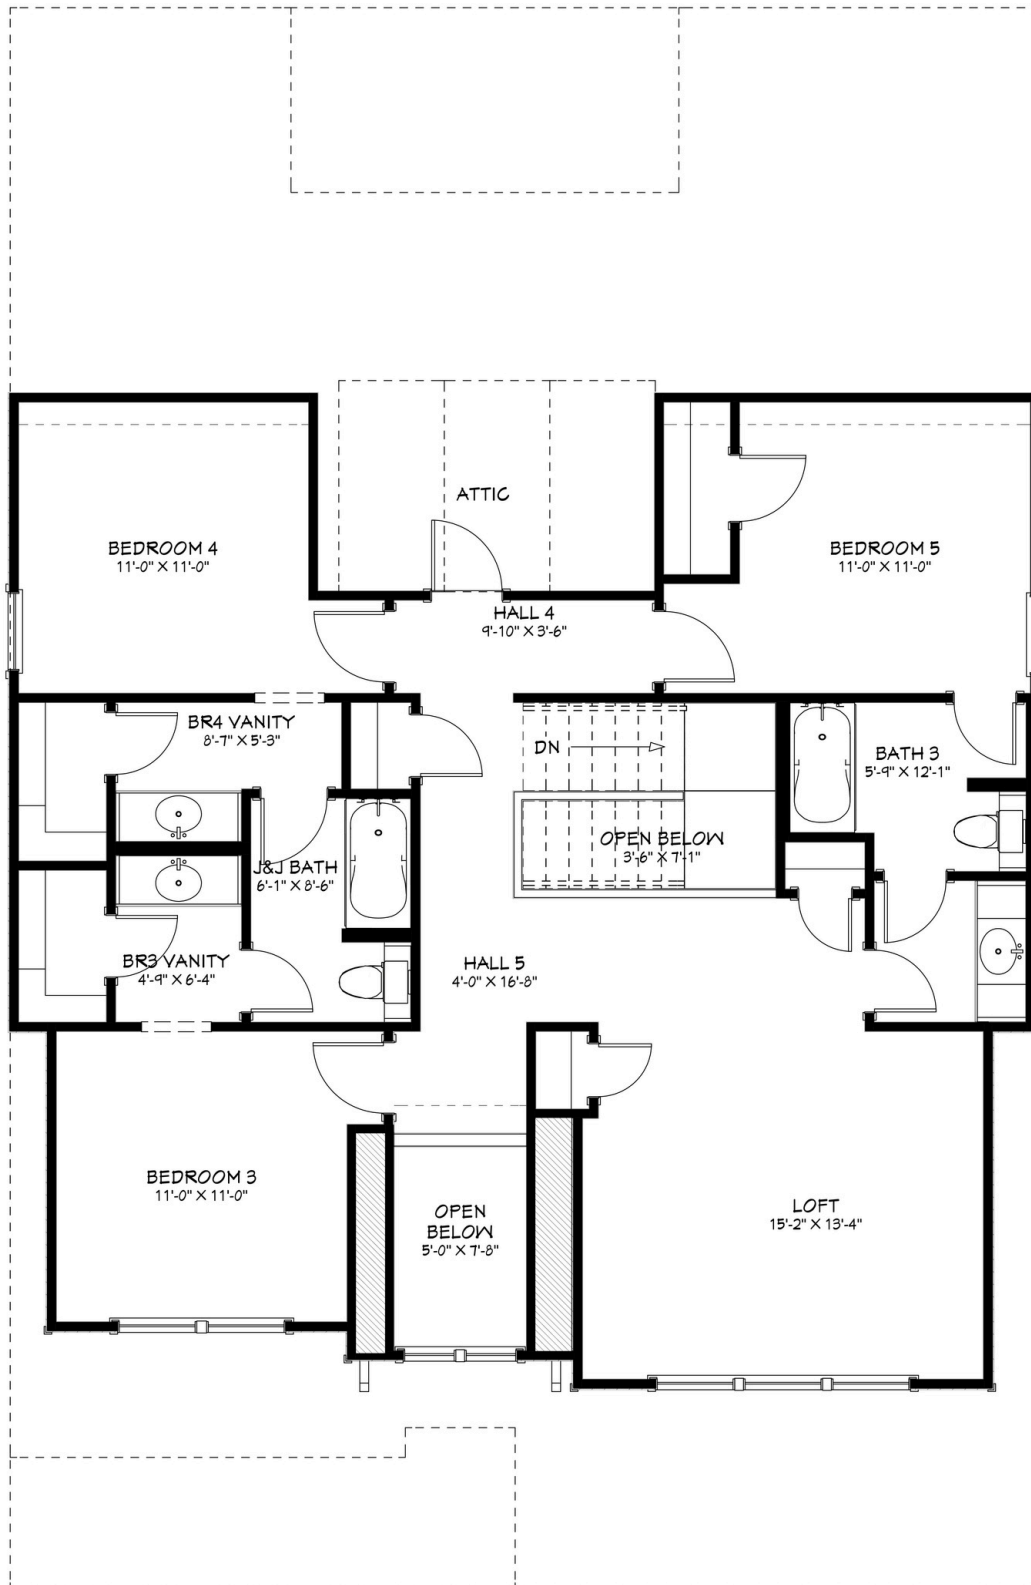 ATTIC
BEDROOM 4
11'-0" X 11'-0"
BEDROOM 5
11'-0" X 11'-0"
HALL 4
9'-10" X 3'-6"
BR4 VANITY
8'-7" X 5'-3"
DN
BATH 3
5'-9" X 12'-1"
OPEN BELOW
3'-6" X 7'-1"
J&J BATH
6'-1" X 8'-6"
BR3 VANITY
4'-9" X 6'-4"
HALL 5
4'-0" X 16'-8"
BEDROOM 3
11'-0" X 11'-0"
OPEN
BELOW
5'-0" X 7'-8"
LOFT
15'-2" X 13'-4"